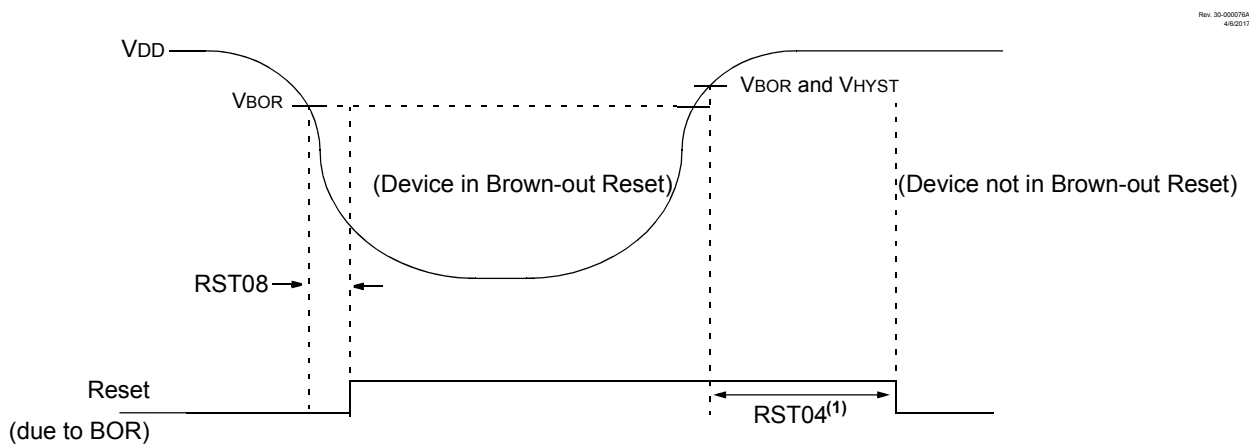 Rev. 30-000076A
4/6/2017
VDD
VBOR
VBOR and VHYST
(Device in Brown-out Reset)
(Device not in Brown-out Reset)
RST08
Reset
(due to BOR)
RST04(1)